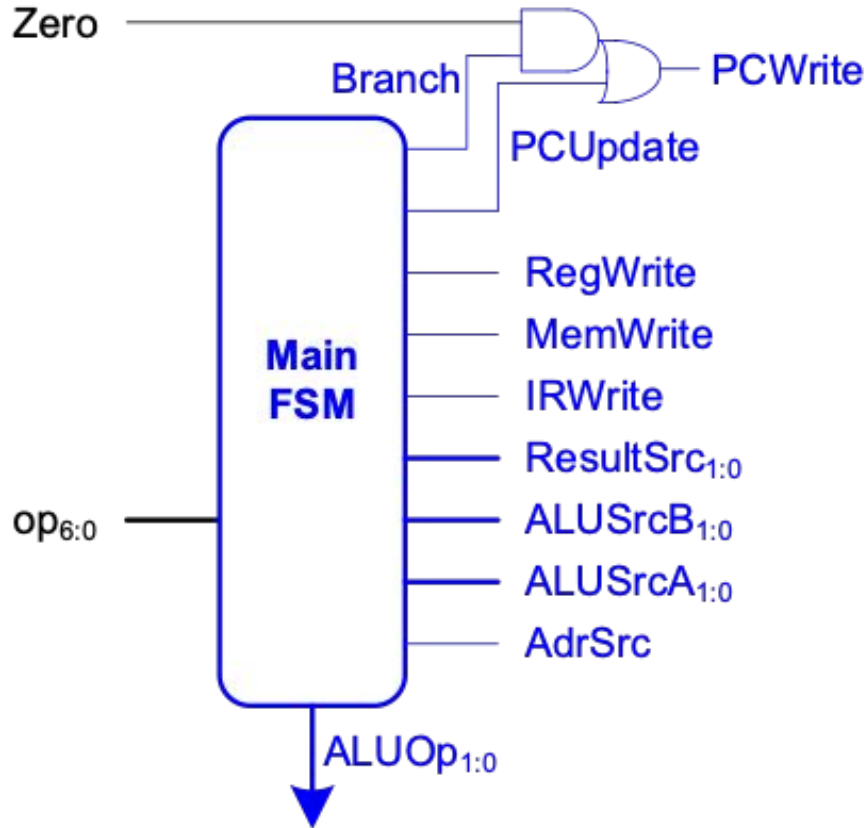 Zero
Branch
PCWrite
PCUpdate
RegWrite
MemWrite
Main
FSM
IRWrite
ResultSrc1:0
op6:0
ALUSrcB1:0
ALUSrcA1:0
AdrSrc
ALUOp1:0